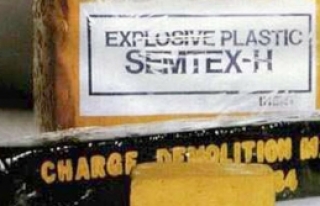 EXPLOSIVE PLASTIC
SEMTEX-H
CHARGE DEMOLITION